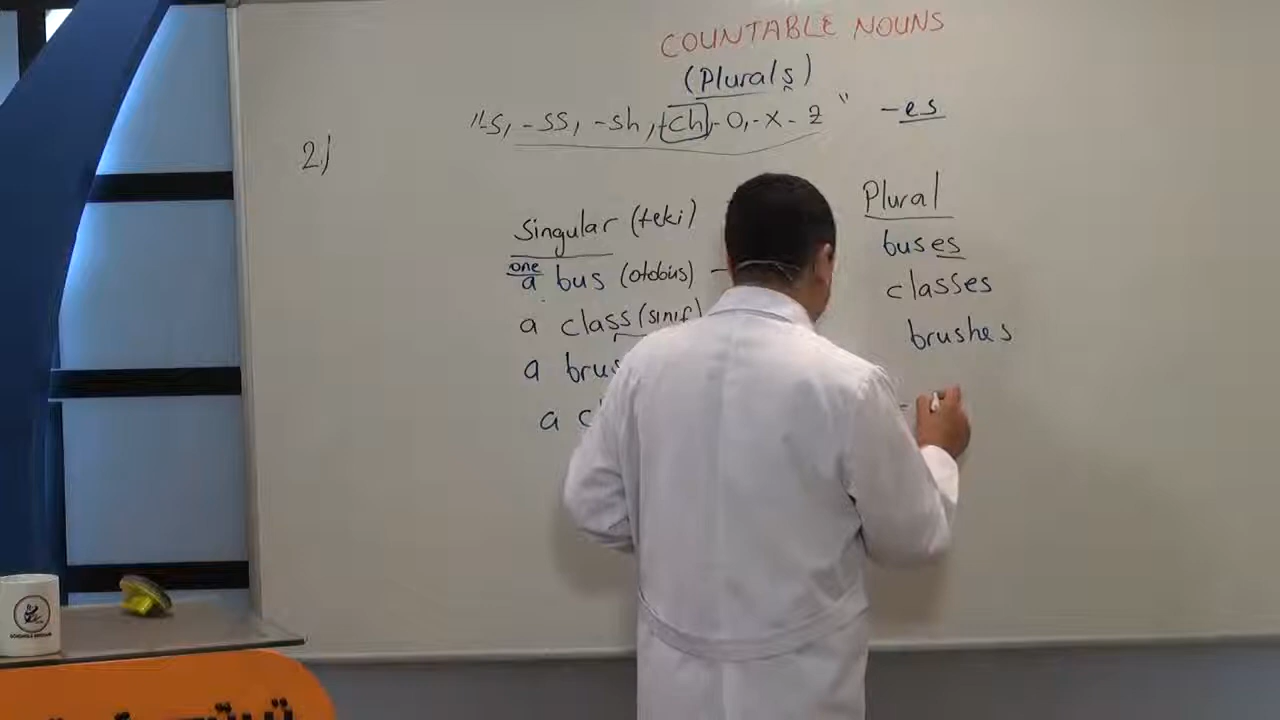 COUNTABLE NOUNS
(Plurals)
"-s, -ss, -sh, -ch, -o, -x - z" -es
2)
Singular (tekil) Plural
one
a bus (otobüs) - buses
a class (sınıf) classes
a brus brushes
a c -